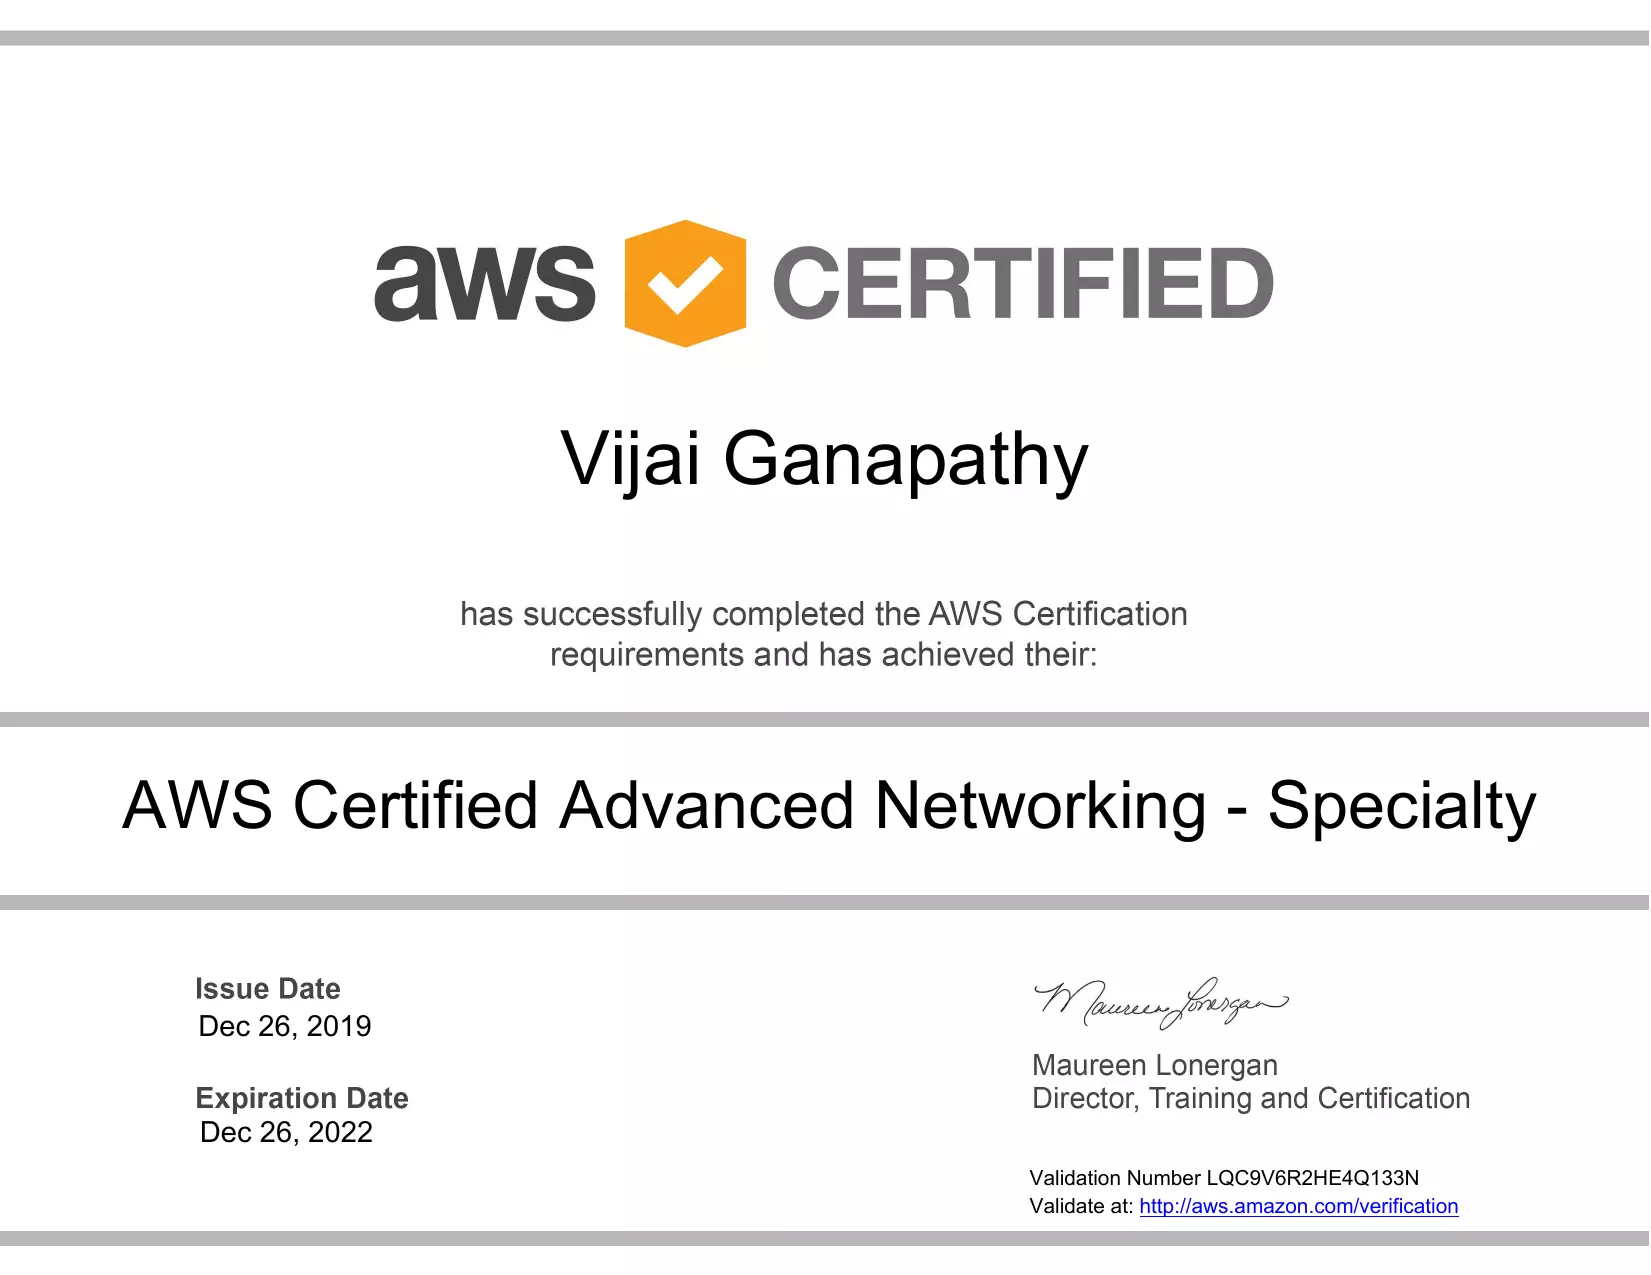 aws CERTIFIED
Vijai Ganapathy
has successfully completed the AWS Certification
requirements and has achieved their:
AWS Certified Advanced Networking - Specialty
Issue Date
Dec 26, 2019
Expiration Date
Dec 26, 2022
Maureen Lonergan
Maureen Lonergan
Director, Training and Certification
Validation Number LQC9V6R2HE4Q133N
Validate at: http://aws.amazon.com/verification